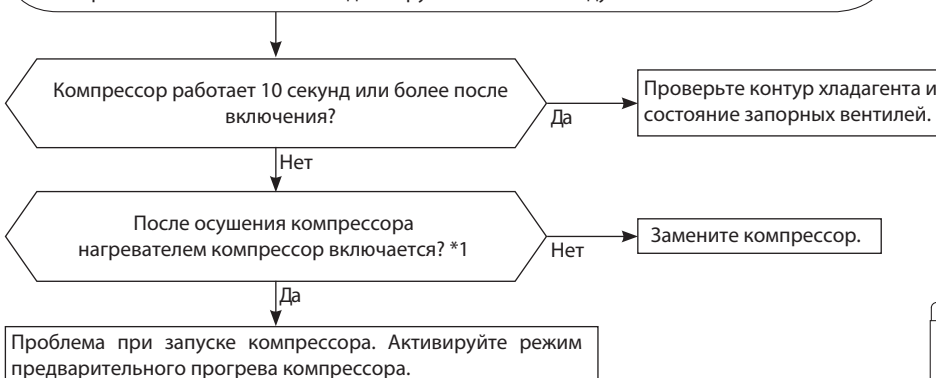 Компрессор работает 10 секунд или более после
включения?
Да
Проверьте контур хладагента и
состояние запорных вентилей.
Нет
После осушения компрессора
нагревателем компрессор включается? *1
Нет
Замените компрессор.
Да
Проблема при запуске компрессора. Активируйте режим
предварительного прогрева компрессора.